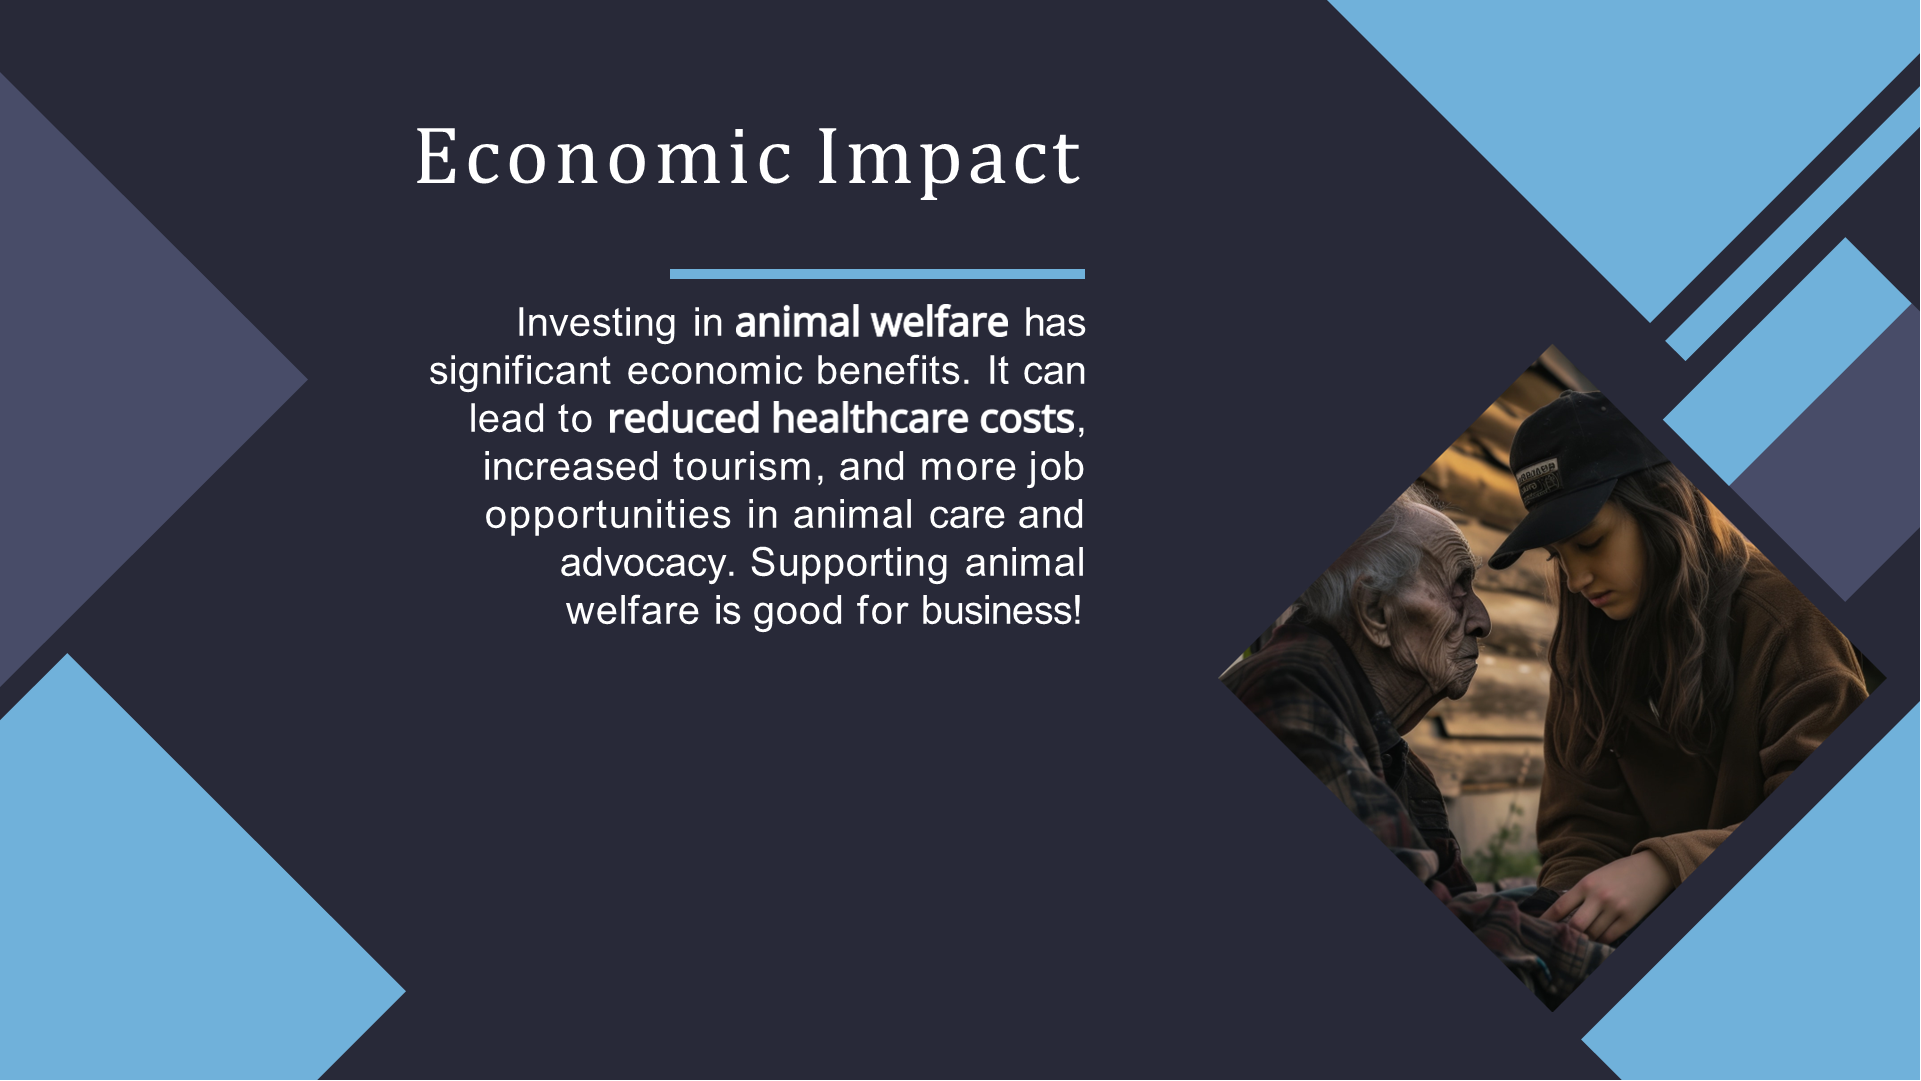 Economic Impact
Investing in animal welfare has
significant economic benefits. It can
lead to reduced healthcare costs,
increased tourism, and more job
opportunities in animal care and
advocacy. Supporting animal
welfare is good for business!